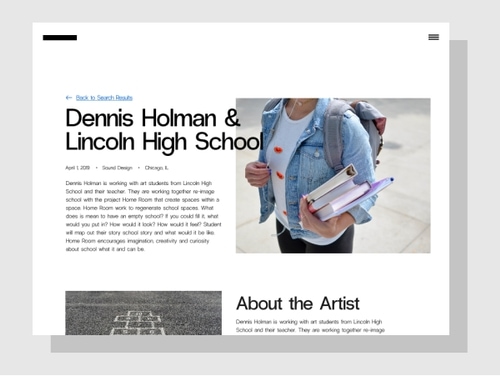 ← Back to Search Results
Dennis Holman &
Lincoln High School
April 1, 2019 • Sound Design • Chicago, IL
Dennis Holman is working with art students from Lincoln High
School and their teacher. They are working together re-image
school with the project Home Room that create spaces within a
space. Home Room work to regenerate school spaces. What
does is mean to have an empty school? If you could fill it, what
would you put in? How would it look? How would it feel? Student
will map out their story school story and what would it be like.
Home Room encourages imagination, creativity and curiosity
about school what it and can be.
About the Artist
Dennis Holman is working with art students from Lincoln High
School and their teacher. They are working together re-image